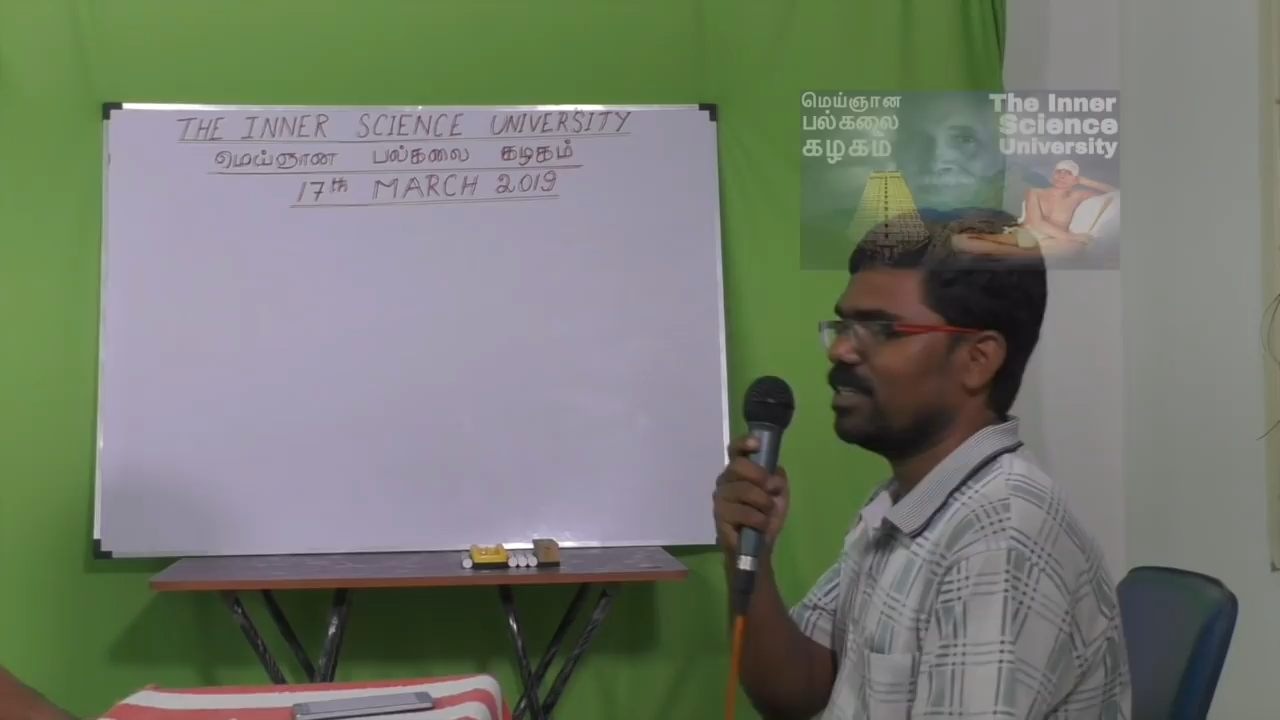 THE INNER SCIENCE UNIVERSITY
மெய்ஞான பல்கலை கழகம்
17th MARCH 2019
மெய்ஞான
பல்கலை
கழகம்
The Inner
Science
University